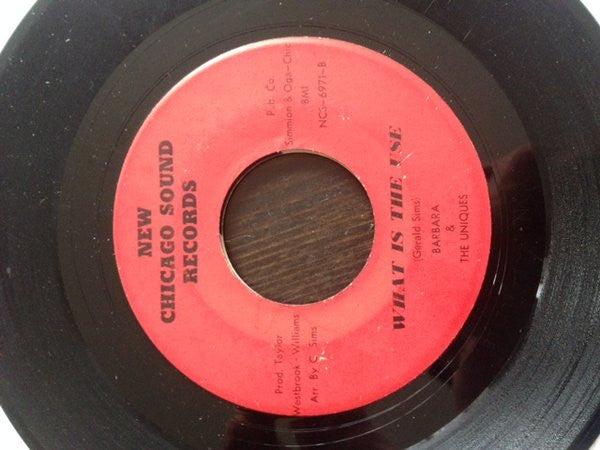 NEW
CHICAGO SOUND
RECORDS
Pub. Co.
Simmion & Oga-Chic
BMI
NCS-6971-B
Prod. Taylor
Westbrook - Williams
Arr. By C. Sims
WHAT IS THE USE
(Gerald Sims)
BARBARA
&
THE UNIQUES